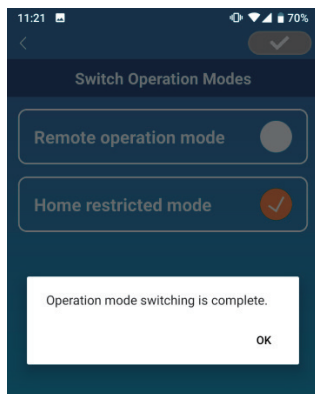 11:21 70%
Switch Operation Modes
Remote operation mode
Home restricted mode
Operation mode switching is complete.
OK